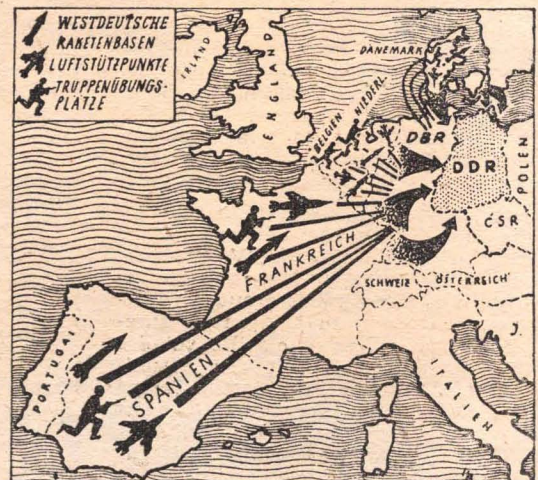 WESTDEUTSCHE
RAKETENBASEN
LUFTSTÜTZPUNKTE
TRUPPENÜBUNGS-
PLÄTZE
IRLAND
ENGLAND
DÄNEMARK
BELGIEN
NIEDERL.
DBR
DDR
POLEN
ČSR
FRANKREICH
SCHWEIZ
ÖSTERREICH
J.
ITALIEN
PORTUGAL
SPANIEN